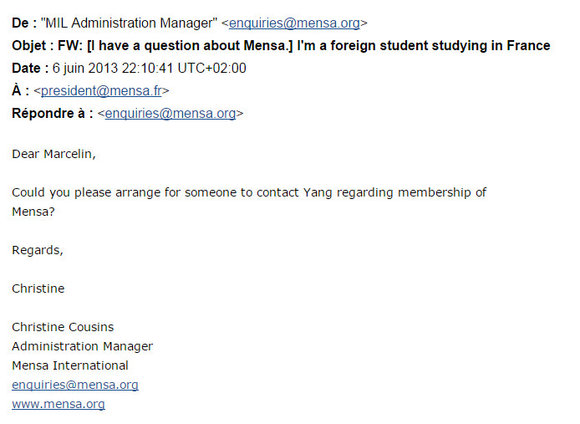 De : "MIL Administration Manager" <enquiries@mensa.org>
Objet : FW: [I have a question about Mensa.] I'm a foreign student studying in France
Date : 6 juin 2013 22:10:41 UTC+02:00
À : <president@mensa.fr>
Répondre à : <enquiries@mensa.org>
Dear Marcelin,
Could you please arrange for someone to contact Yang regarding membership of
Mensa?
Regards,
Christine
Christine Cousins
Administration Manager
Mensa International
enquiries@mensa.org
www.mensa.org